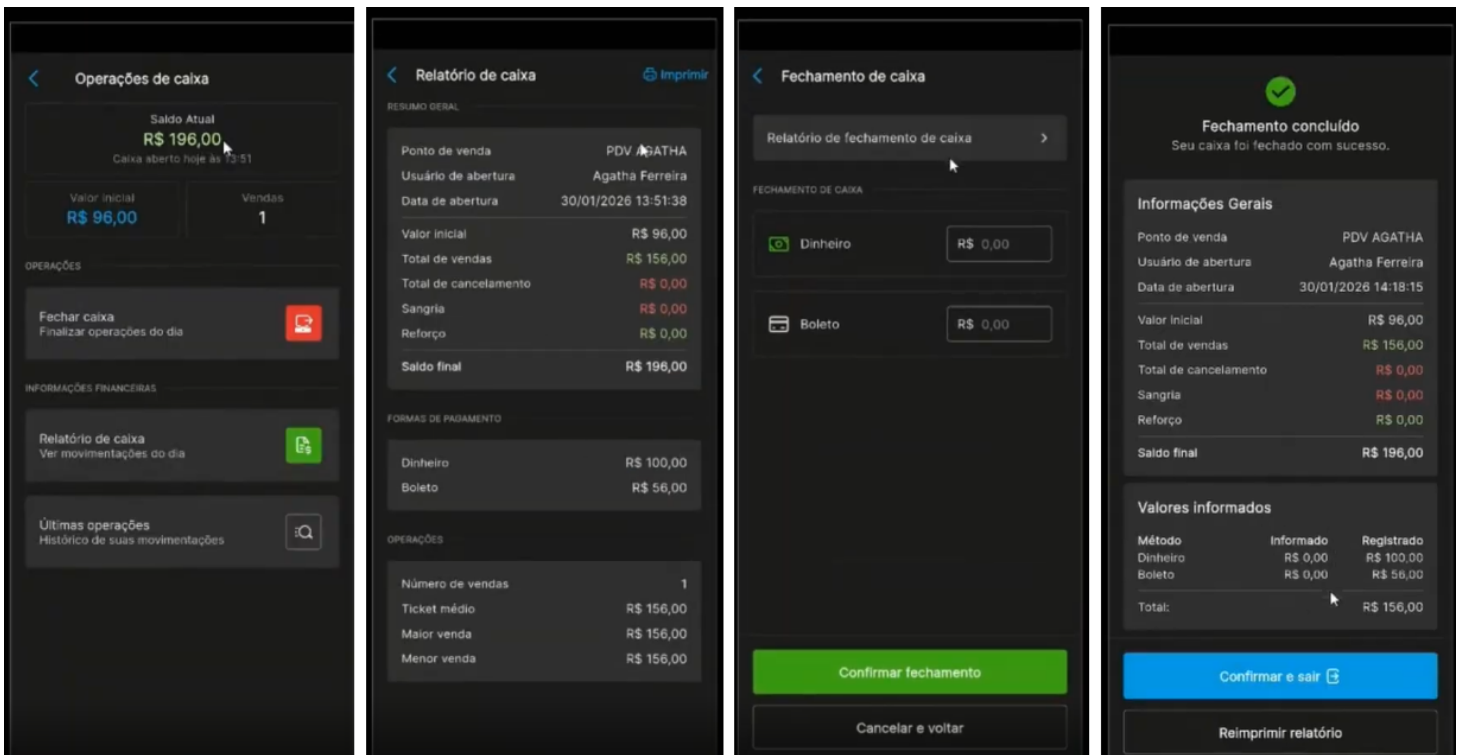 Operações de caixa
Saldo Atual
R$ 196,00
Caixa aberto hoje às 13:51
Valor inicial
R$ 96,00
Vendas
1
OPERAÇÕES
Fechar caixa
Finalizar operações do dia
INFORMAÇÕES FINANCEIRAS
Relatório de caixa
Ver movimentações do dia
Últimas operações
Histórico de suas movimentações
Relatório de caixa
Imprimir
RESUMO GERAL
Ponto de venda PDV AGATHA
Usuário de abertura Agatha Ferreira
Data de abertura 30/01/2026 13:51:38
Valor inicial R$ 96,00
Total de vendas R$ 156,00
Total de cancelamento R$ 0,00
Sangria R$ 0,00
Reforço R$ 0,00
Saldo final R$ 196,00
FORMAS DE PAGAMENTO
Dinheiro R$ 100,00
Boleto R$ 56,00
OPERAÇÕES
Número de vendas 1
Ticket médio R$ 156,00
Maior venda R$ 156,00
Menor venda R$ 156,00
Fechamento de caixa
Relatório de fechamento de caixa
FECHAMENTO DE CAIXA
Dinheiro R$ 0,00
Boleto R$ 0,00
Confirmar fechamento
Cancelar e voltar
Fechamento concluído
Seu caixa foi fechado com sucesso.
Informações Gerais
Ponto de venda PDV AGATHA
Usuário de abertura Agatha Ferreira
Data de abertura 30/01/2026 14:18:15
Valor inicial R$ 96,00
Total de vendas R$ 156,00
Total de cancelamento R$ 0,00
Sangria R$ 0,00
Reforço R$ 0,00
Saldo final R$ 196,00
Valores informados
Método Informado Registrado
Dinheiro R$ 0,00 R$ 100,00
Boleto R$ 0,00 R$ 56,00
Total: R$ 156,00
Confirmar e sair
Reimprimir relatório